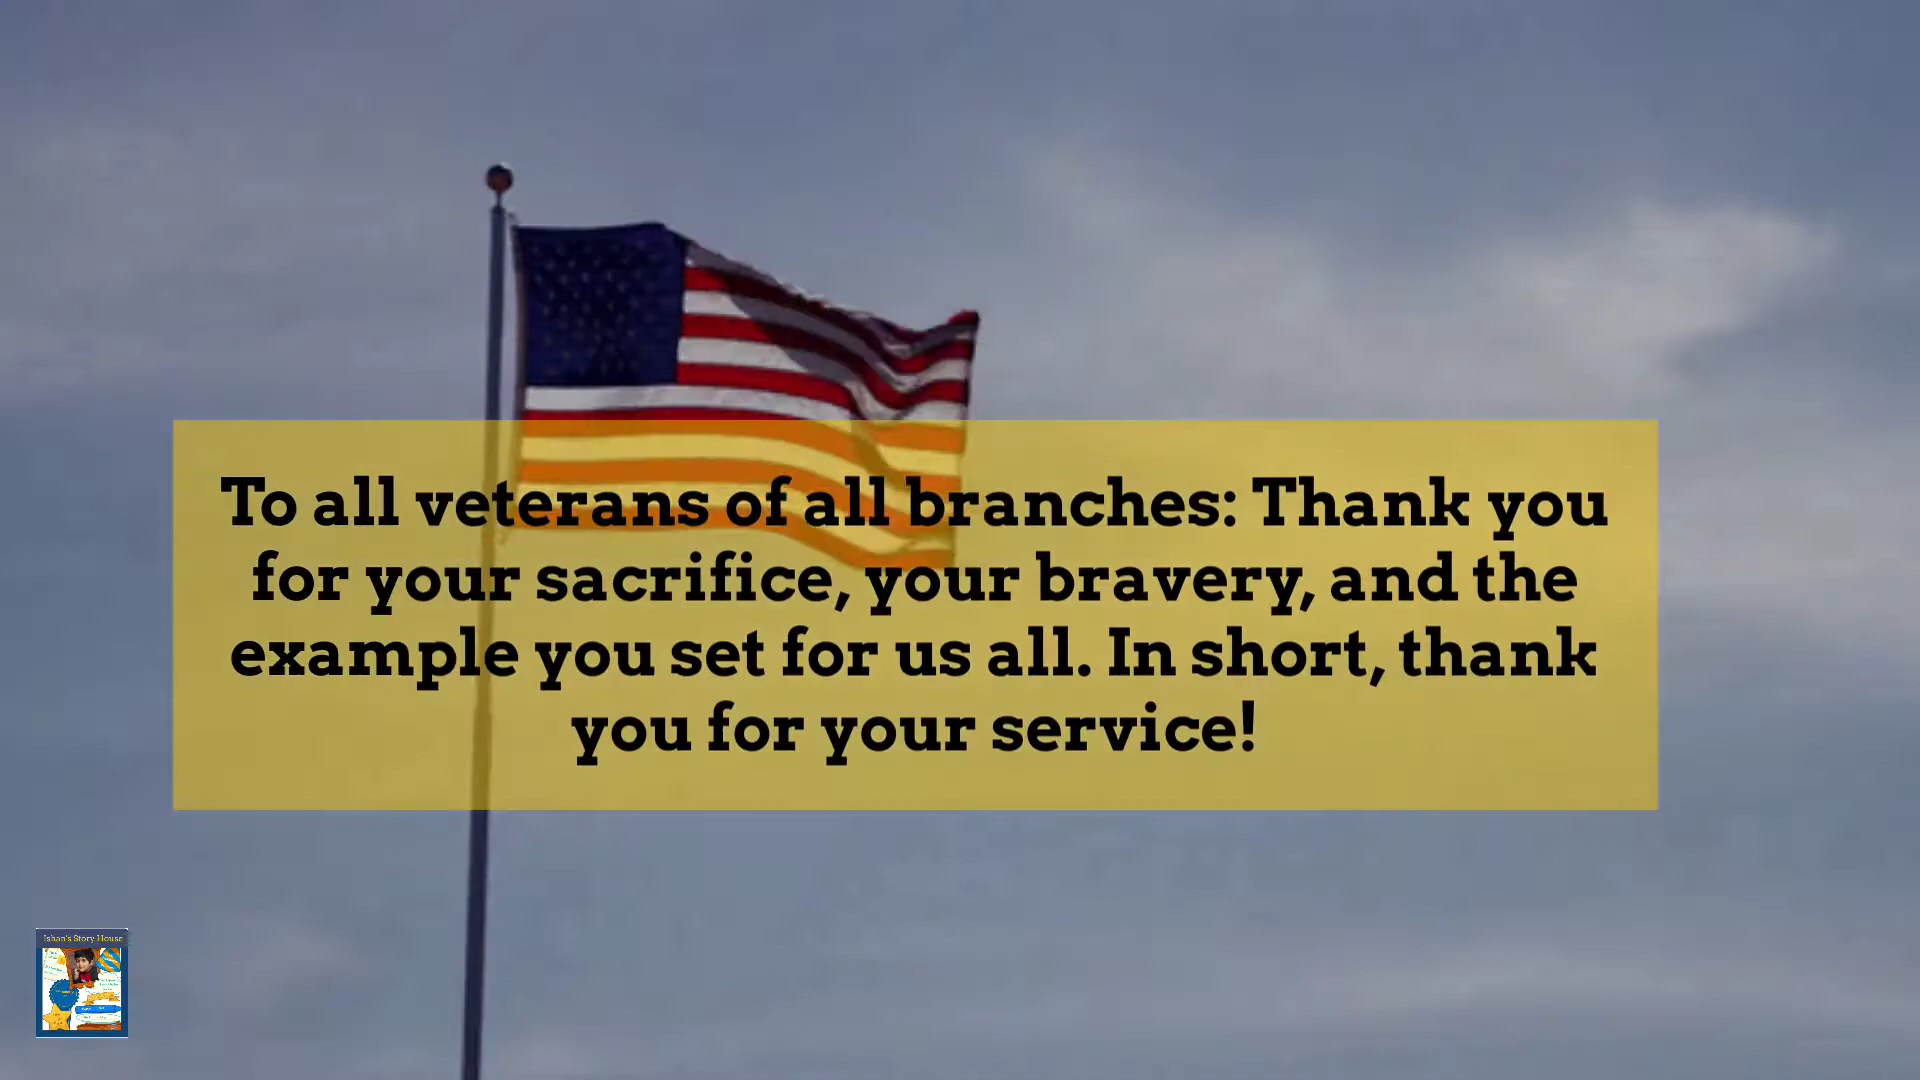 To all veterans of all branches: Thank you
for your sacrifice, your bravery, and the
example you set for us all. In short, thank
you for your service!
Ishan's Story House